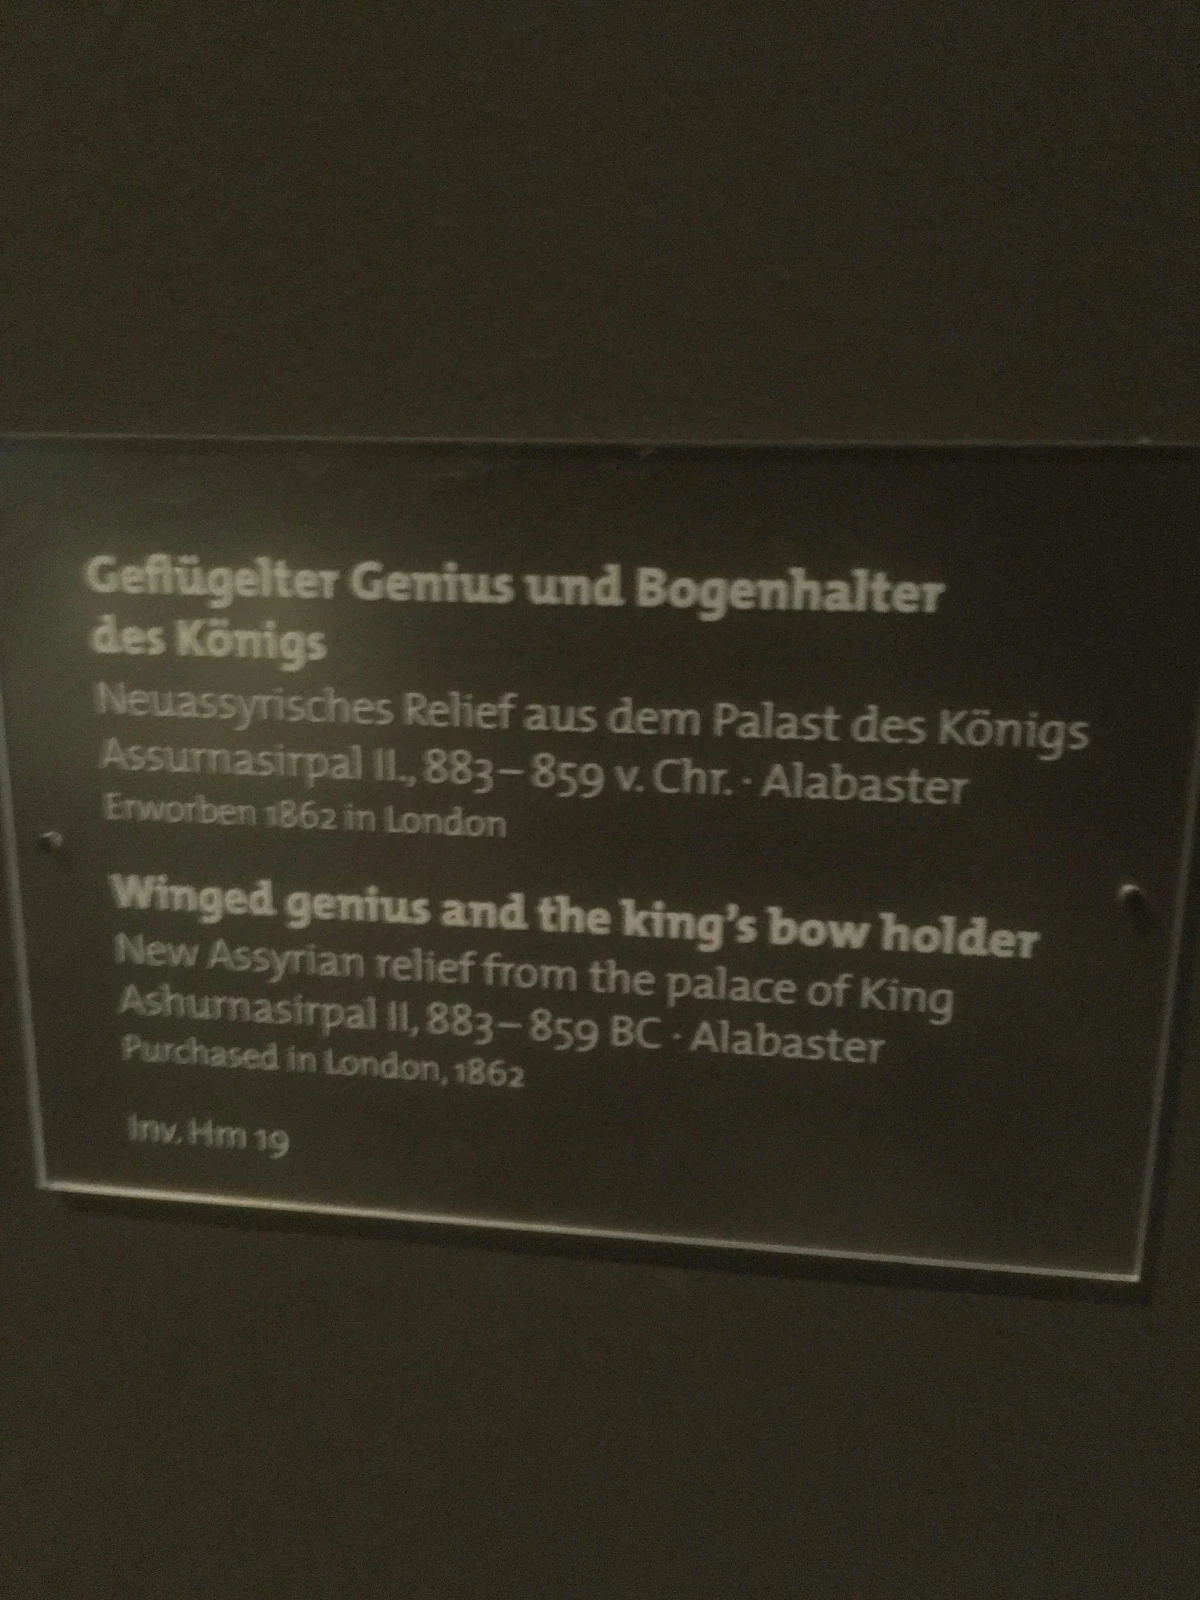 Geflügelter Genius und Bogenhalter
des Königs
Neuassyrisches Relief aus dem Palast des Königs
Assurnasirpal II., 883–859 v. Chr. · Alabaster
Erworben 1862 in London
Winged genius and the king's bow holder
New Assyrian relief from the palace of King
Ashurnasirpal II, 883–859 BC · Alabaster
Purchased in London, 1862
Inv. Hm 19